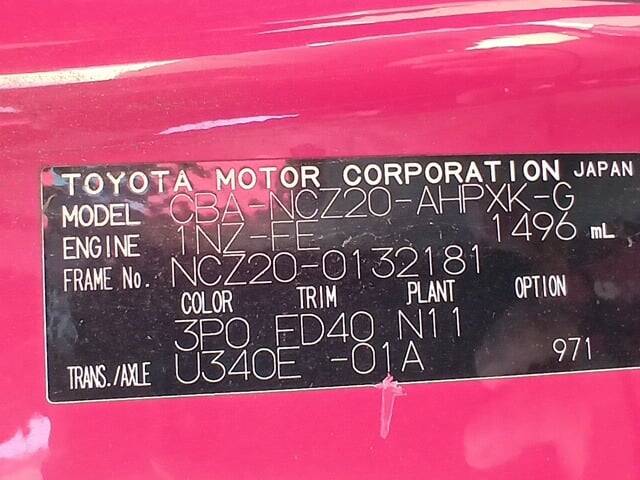 TOYOTA MOTOR CORPORATION JAPAN
MODEL CBA-NCZ20-AHPXK-G
ENGINE 1NZ-FE 1496 mL
FRAME No. NCZ20-0132181
COLOR TRIM PLANT OPTION
3P0 FD40 N11
TRANS./AXLE U340E -01A 971